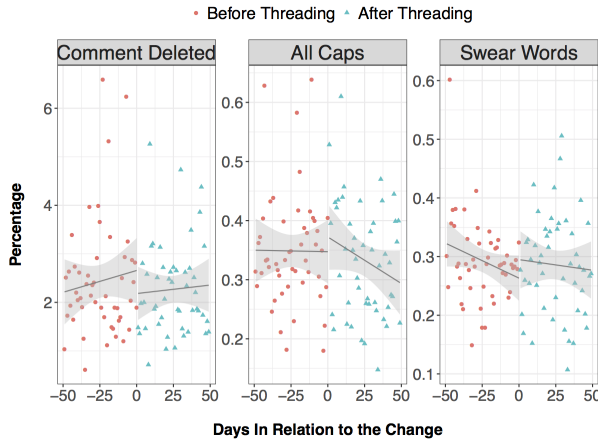 Before Threading After Threading
Comment Deleted All Caps Swear Words
Percentage
6
4
2
0.6
0.5
0.4
0.3
0.2
0.6
0.5
0.4
0.3
0.2
0.1
−50 −25 0 25 50 −50 −25 0 25 50 −50 −25 0 25 50
Days In Relation to the Change